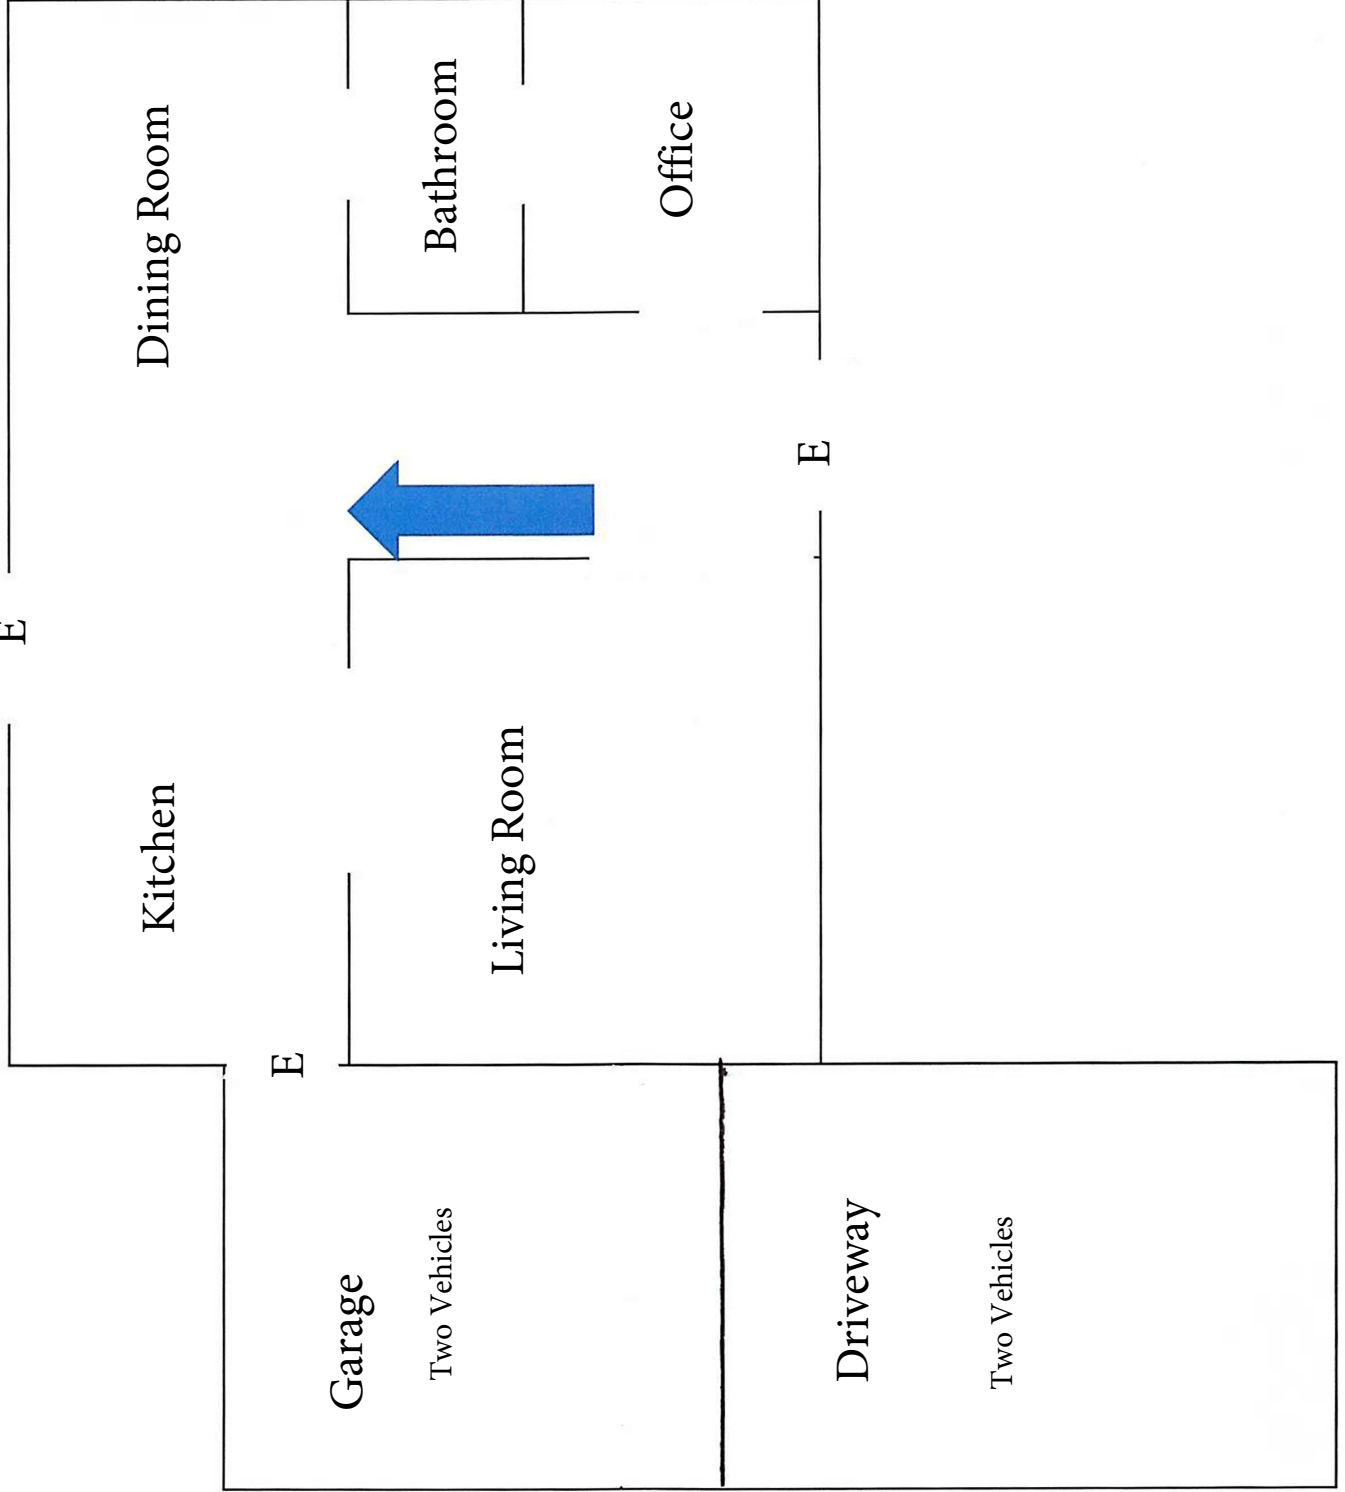 Dining Room
Bathroom
Office
E
E
Kitchen
Living Room
E
Garage
Two Vehicles
Driveway
Two Vehicles